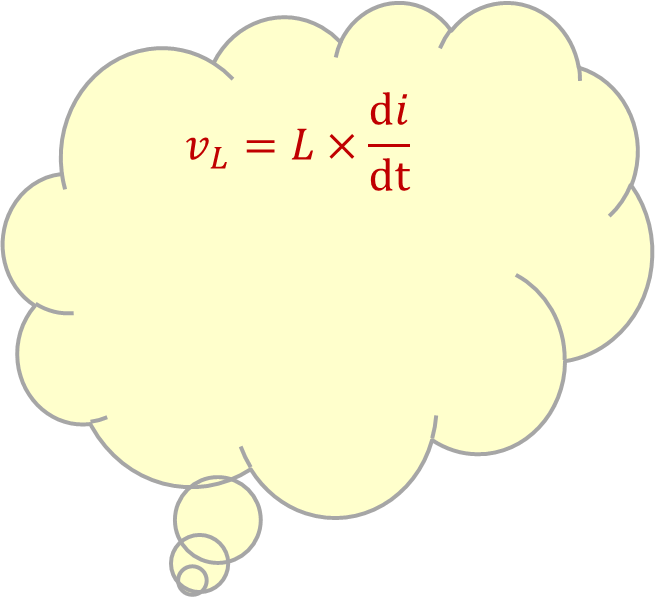 v_L = L × di/dt